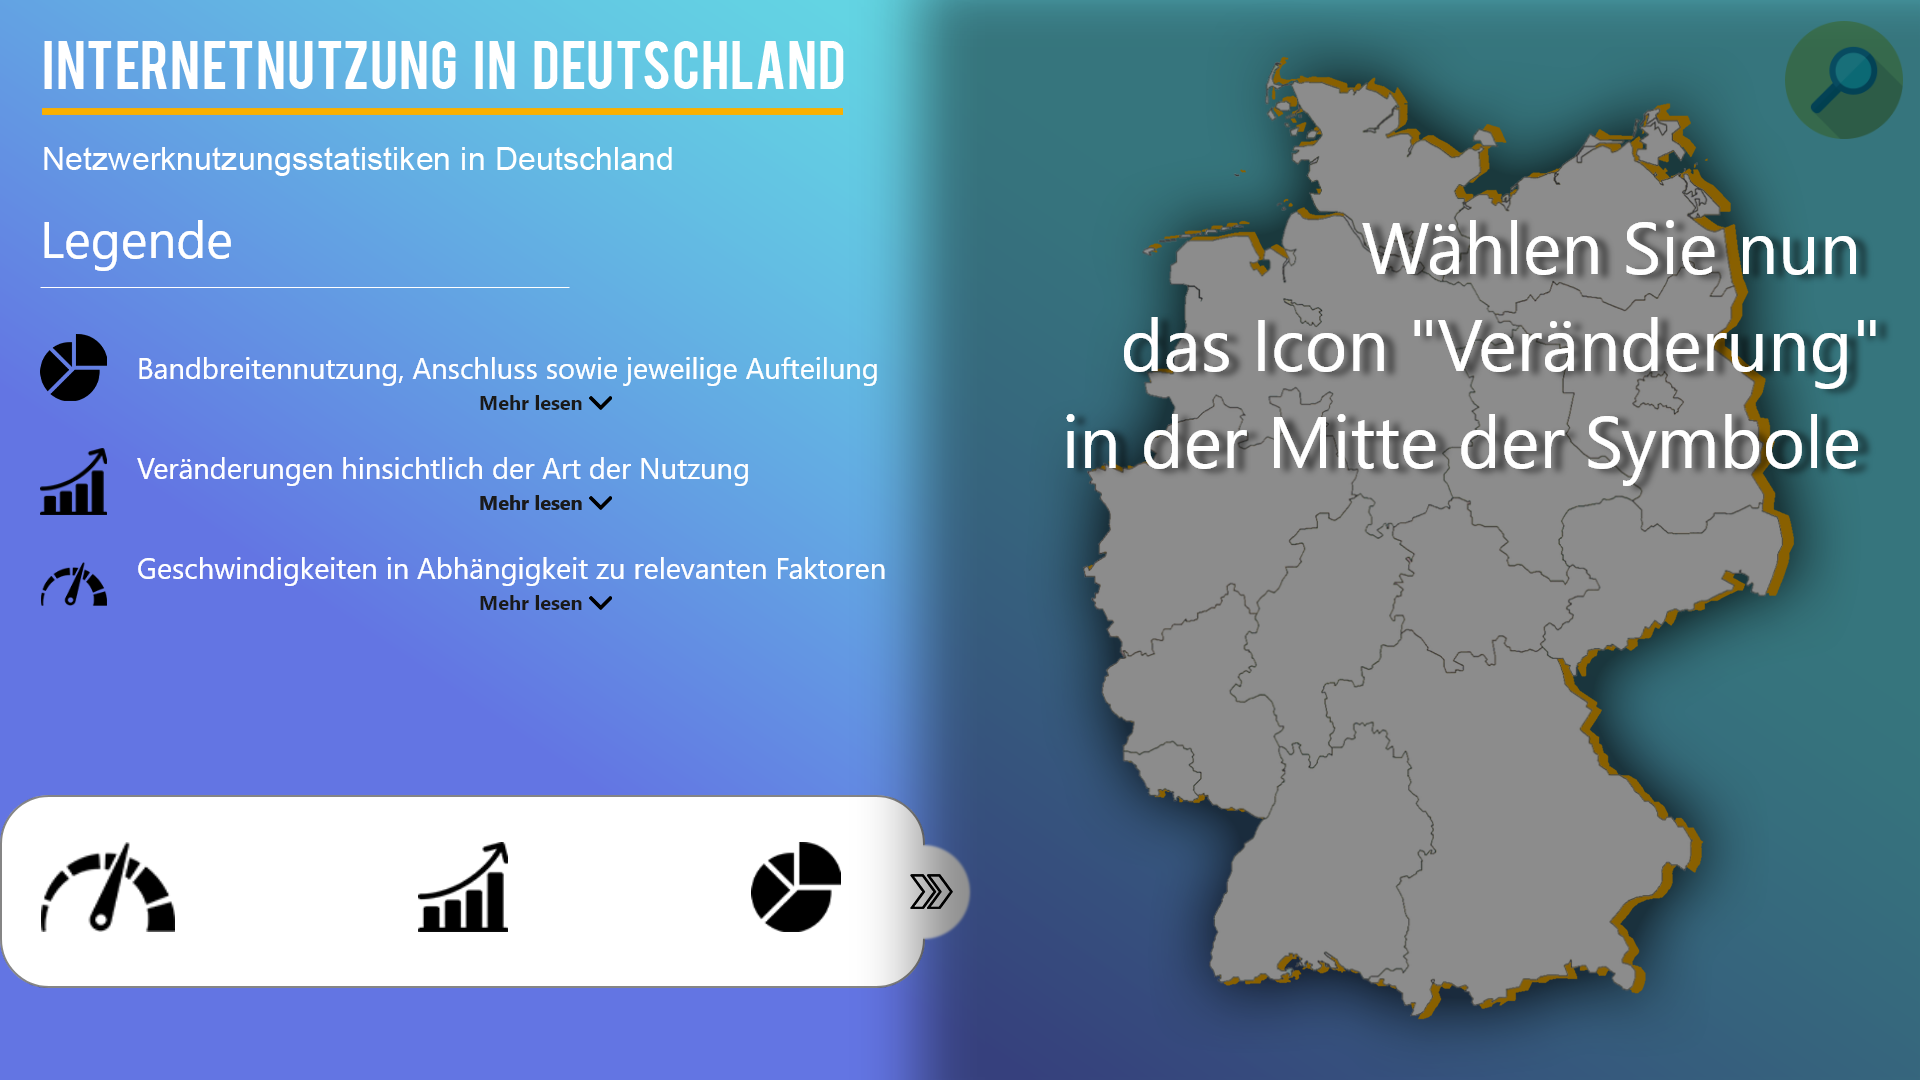 INTERNETNUTZUNG IN DEUTSCHLAND
Netzwerknutzungsstatistiken in Deutschland
Legende
Bandbreitennutzung, Anschluss sowie jeweilige Aufteilung
Mehr lesen
Veränderungen hinsichtlich der Art der Nutzung
Mehr lesen
Geschwindigkeiten in Abhängigkeit zu relevanten Faktoren
Mehr lesen
Wählen Sie nun
das Icon "Veränderung"
in der Mitte der Symbole